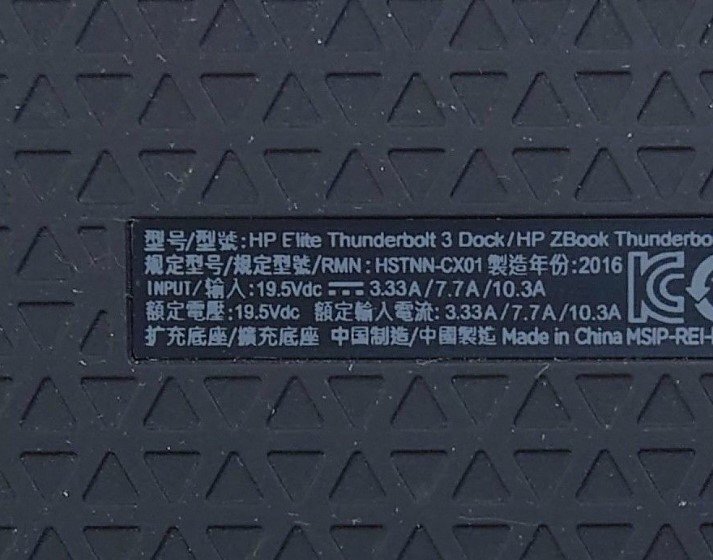 型号/型號:HP Elite Thunderbolt 3 Dock/HP ZBook Thunderbo
规定型号/规定型號/RMN : HSTNN-CX01 製造年份:2016
INPUT/输入:19.5Vdc ⎓ 3.33A/7.7A/10.3A
額定電壓:19.5Vdc 額定輸入電流: 3.33A/7.7A/10.3A
扩充底座/擴充底座 中国制造/中國製造 Made in China MSIP-REI-